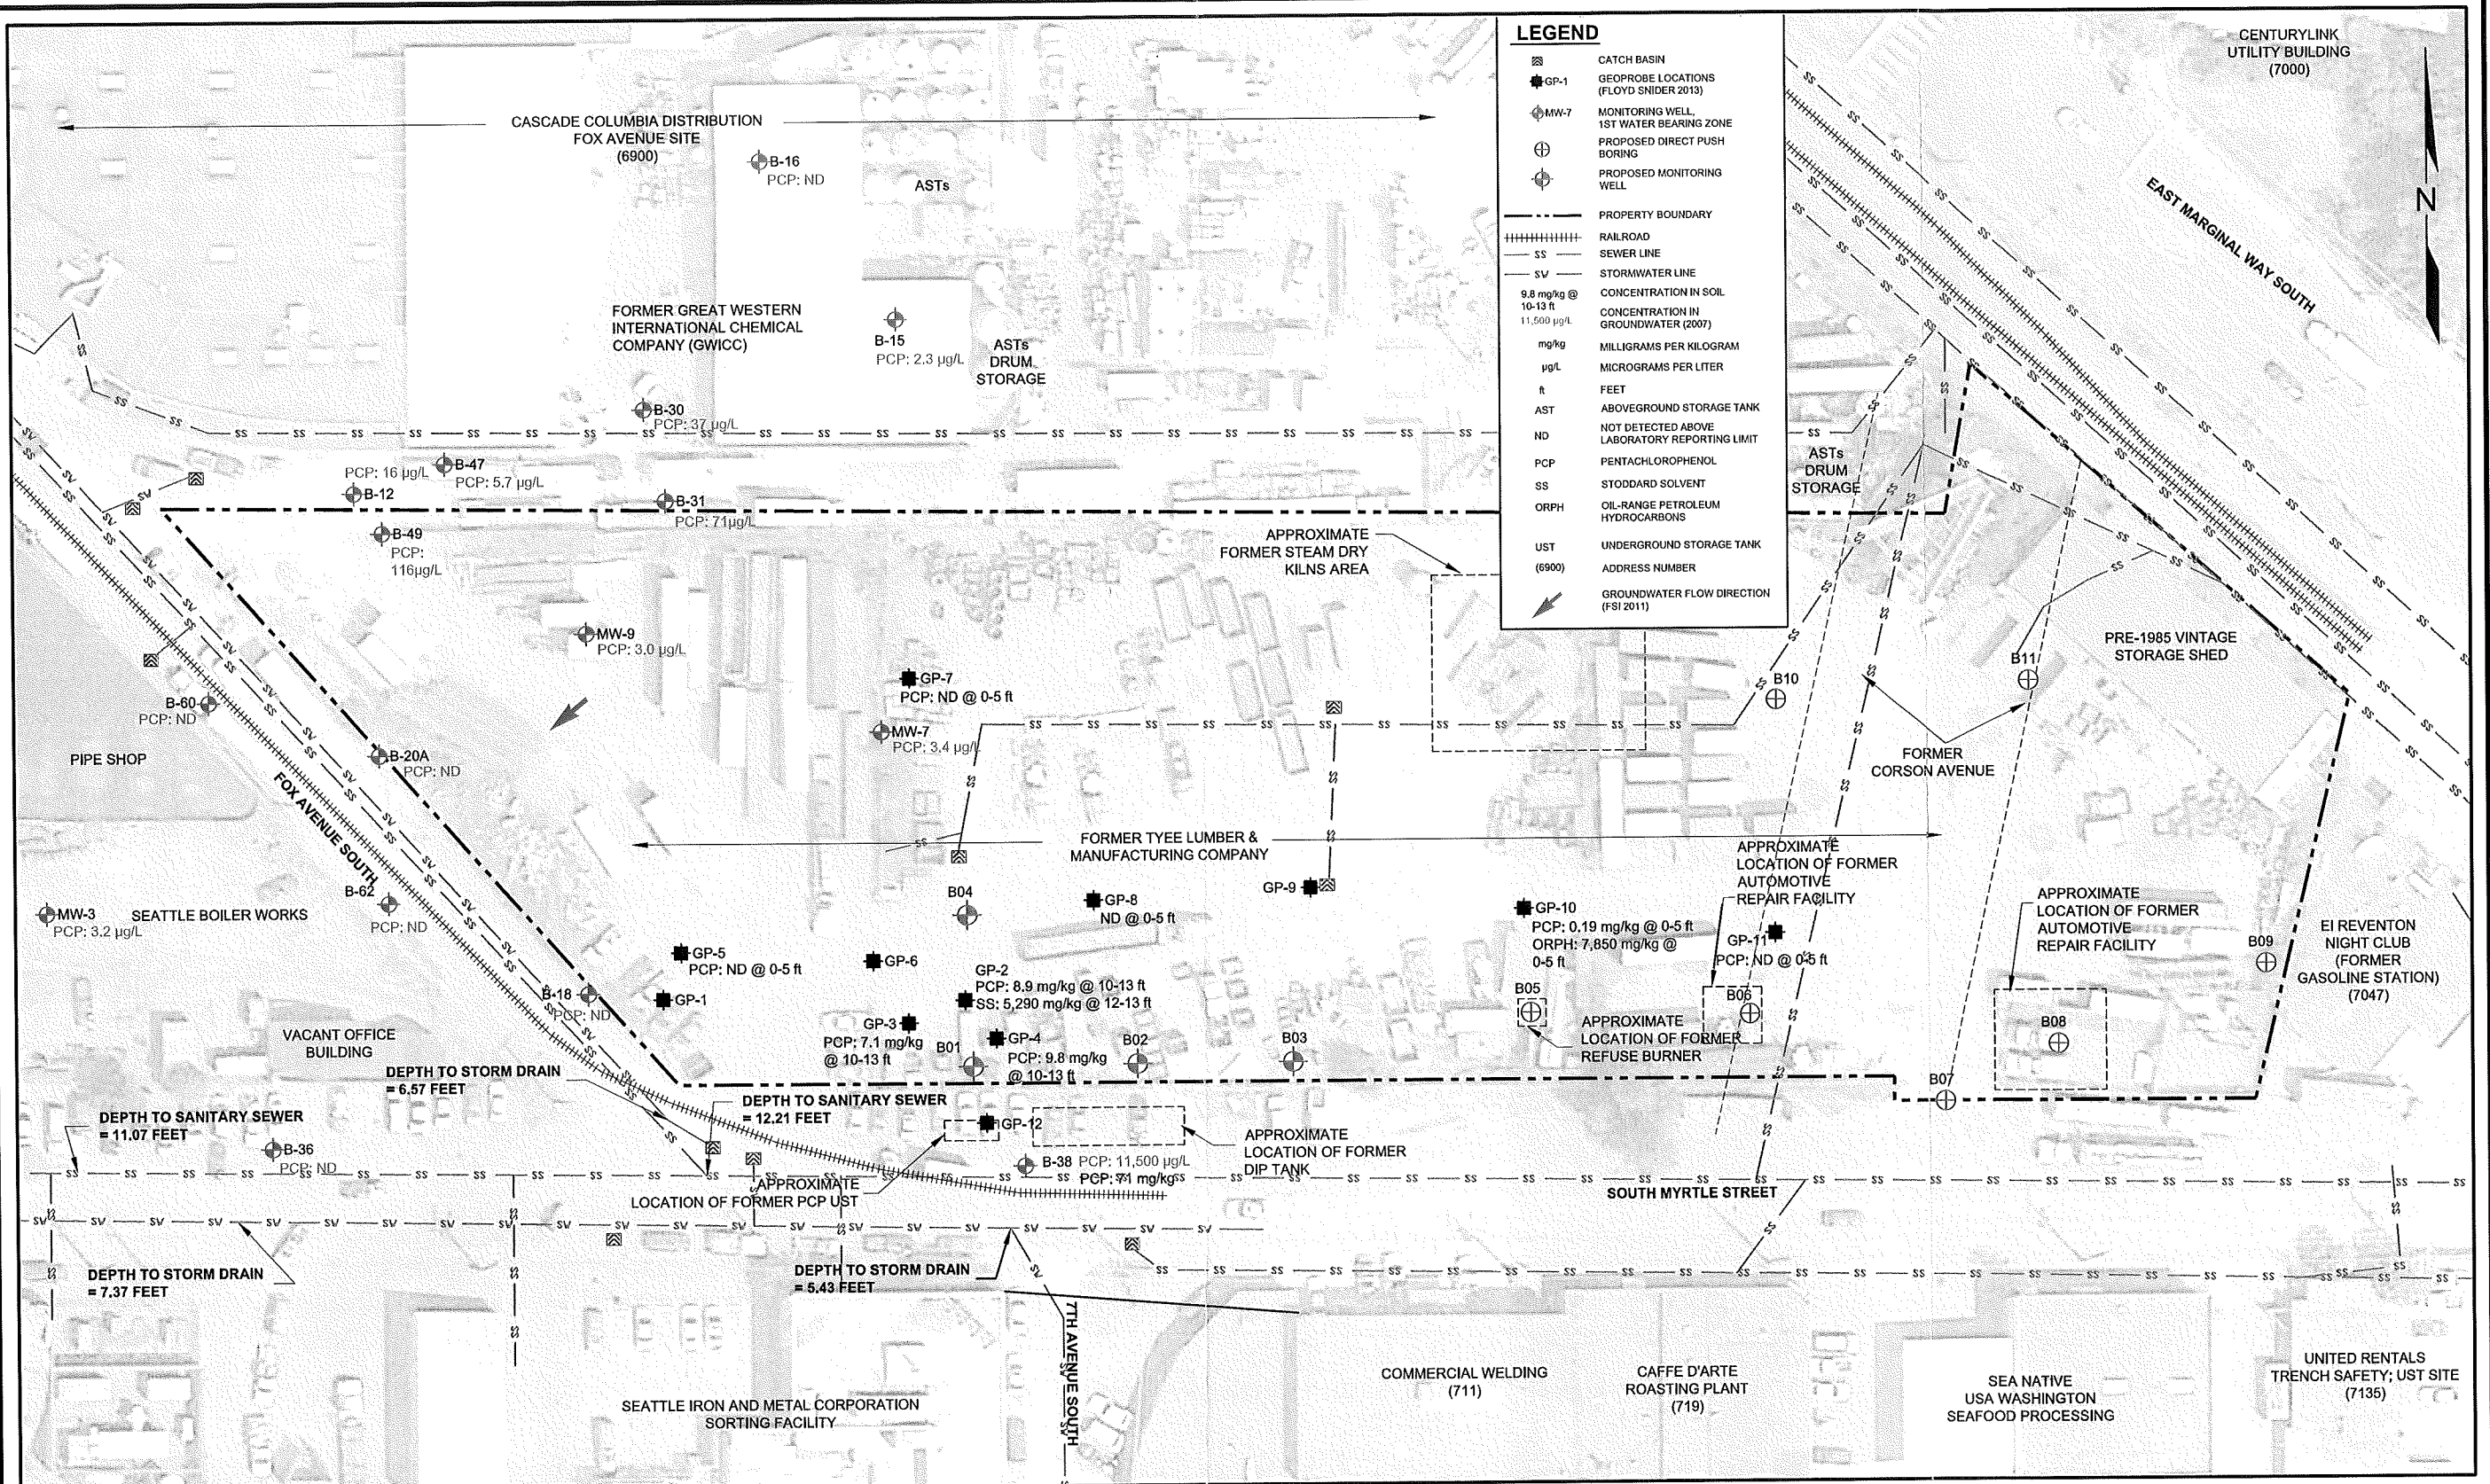 LEGEND
CATCH BASIN
GP-1
GEOPROBE LOCATIONS
(FLOYD SNIDER 2013)
MW-7
MONITORING WELL,
1ST WATER BEARING ZONE
PROPOSED DIRECT PUSH
BORING
PROPOSED MONITORING
WELL
PROPERTY BOUNDARY
RAILROAD
SS
SEWER LINE
SV
STORMWATER LINE
9.8 mg/kg @
10-13 ft
CONCENTRATION IN SOIL
11,500 µg/L
CONCENTRATION IN
GROUNDWATER (2007)
mg/kg
MILLIGRAMS PER KILOGRAM
µg/L
MICROGRAMS PER LITER
ft
FEET
AST
ABOVEGROUND STORAGE TANK
ND
NOT DETECTED ABOVE
LABORATORY REPORTING LIMIT
PCP
PENTACHLOROPHENOL
SS
STODDARD SOLVENT
ORPH
OIL-RANGE PETROLEUM
HYDROCARBONS
UST
UNDERGROUND STORAGE TANK
(6900)
ADDRESS NUMBER
GROUNDWATER FLOW DIRECTION
(FSI 2011)
CENTURYLINK
UTILITY BUILDING
(7000)
N
EAST MARGINAL WAY SOUTH
CASCADE COLUMBIA DISTRIBUTION
FOX AVENUE SITE
(6900)
B-16
PCP: ND
ASTs
FORMER GREAT WESTERN
INTERNATIONAL CHEMICAL
COMPANY (GWICC)
B-15
PCP: 2.3 µg/L
ASTs
DRUM
STORAGE
B-30
PCP: 37 µg/L
PCP: 16 µg/L
B-47
PCP: 5.7 µg/L
B-12
B-31
PCP: 71µg/L
B-49
PCP:
116µg/L
ASTs
DRUM
STORAGE
APPROXIMATE
FORMER STEAM DRY
KILNS AREA
MW-9
PCP: 3.0 µg/L
GP-7
PCP: ND @ 0-5 ft
MW-7
PCP: 3.4 µg/L
B-60
PCP: ND
B-20A
PCP: ND
PIPE SHOP
FOX AVENUE SOUTH
B10
B11
PRE-1985 VINTAGE
STORAGE SHED
FORMER
CORSON AVENUE
FORMER TYEE LUMBER &
MANUFACTURING COMPANY
B-62
PCP: ND
MW-3
PCP: 3.2 µg/L
SEATTLE BOILER WORKS
B04
GP-8
ND @ 0-5 ft
GP-9
GP-10
PCP: 0.19 mg/kg @ 0-5 ft
ORPH: 7,850 mg/kg @
0-5 ft
APPROXIMATE
LOCATION OF FORMER
AUTOMOTIVE
REPAIR FACILITY
GP-11
PCP: ND @ 0-5 ft
APPROXIMATE
LOCATION OF FORMER
AUTOMOTIVE
REPAIR FACILITY
B09
EI REVENTON
NIGHT CLUB
(FORMER
GASOLINE STATION)
(7047)
GP-5
PCP: ND @ 0-5 ft
GP-6
GP-1
GP-2
PCP: 8.9 mg/kg @ 10-13 ft
SS: 5,290 mg/kg @ 12-13 ft
B-18
PCP: ND
GP-3
PCP: 7.1 mg/kg
@ 10-13 ft
B01
GP-4
PCP: 9.8 mg/kg
@ 10-13 ft
B02
B03
B05
B06
APPROXIMATE
LOCATION OF FORMER
REFUSE BURNER
B08
B07
VACANT OFFICE
BUILDING
DEPTH TO STORM DRAIN
= 6.57 FEET
DEPTH TO SANITARY SEWER
= 11.07 FEET
DEPTH TO SANITARY SEWER
= 12.21 FEET
GP-12
APPROXIMATE
LOCATION OF FORMER
DIP TANK
B-36
PCP: ND
B-38
PCP: 11,500 µg/L
PCP: 71 mg/kg
APPROXIMATE
LOCATION OF FORMER PCP UST
SOUTH MYRTLE STREET
DEPTH TO STORM DRAIN
= 7.37 FEET
DEPTH TO STORM DRAIN
= 5.43 FEET
7TH AVENUE SOUTH
SEATTLE IRON AND METAL CORPORATION
SORTING FACILITY
COMMERCIAL WELDING
(711)
CAFFE D'ARTE
ROASTING PLANT
(719)
SEA NATIVE
USA WASHINGTON
SEAFOOD PROCESSING
UNITED RENTALS
TRENCH SAFETY; UST SITE
(7135)